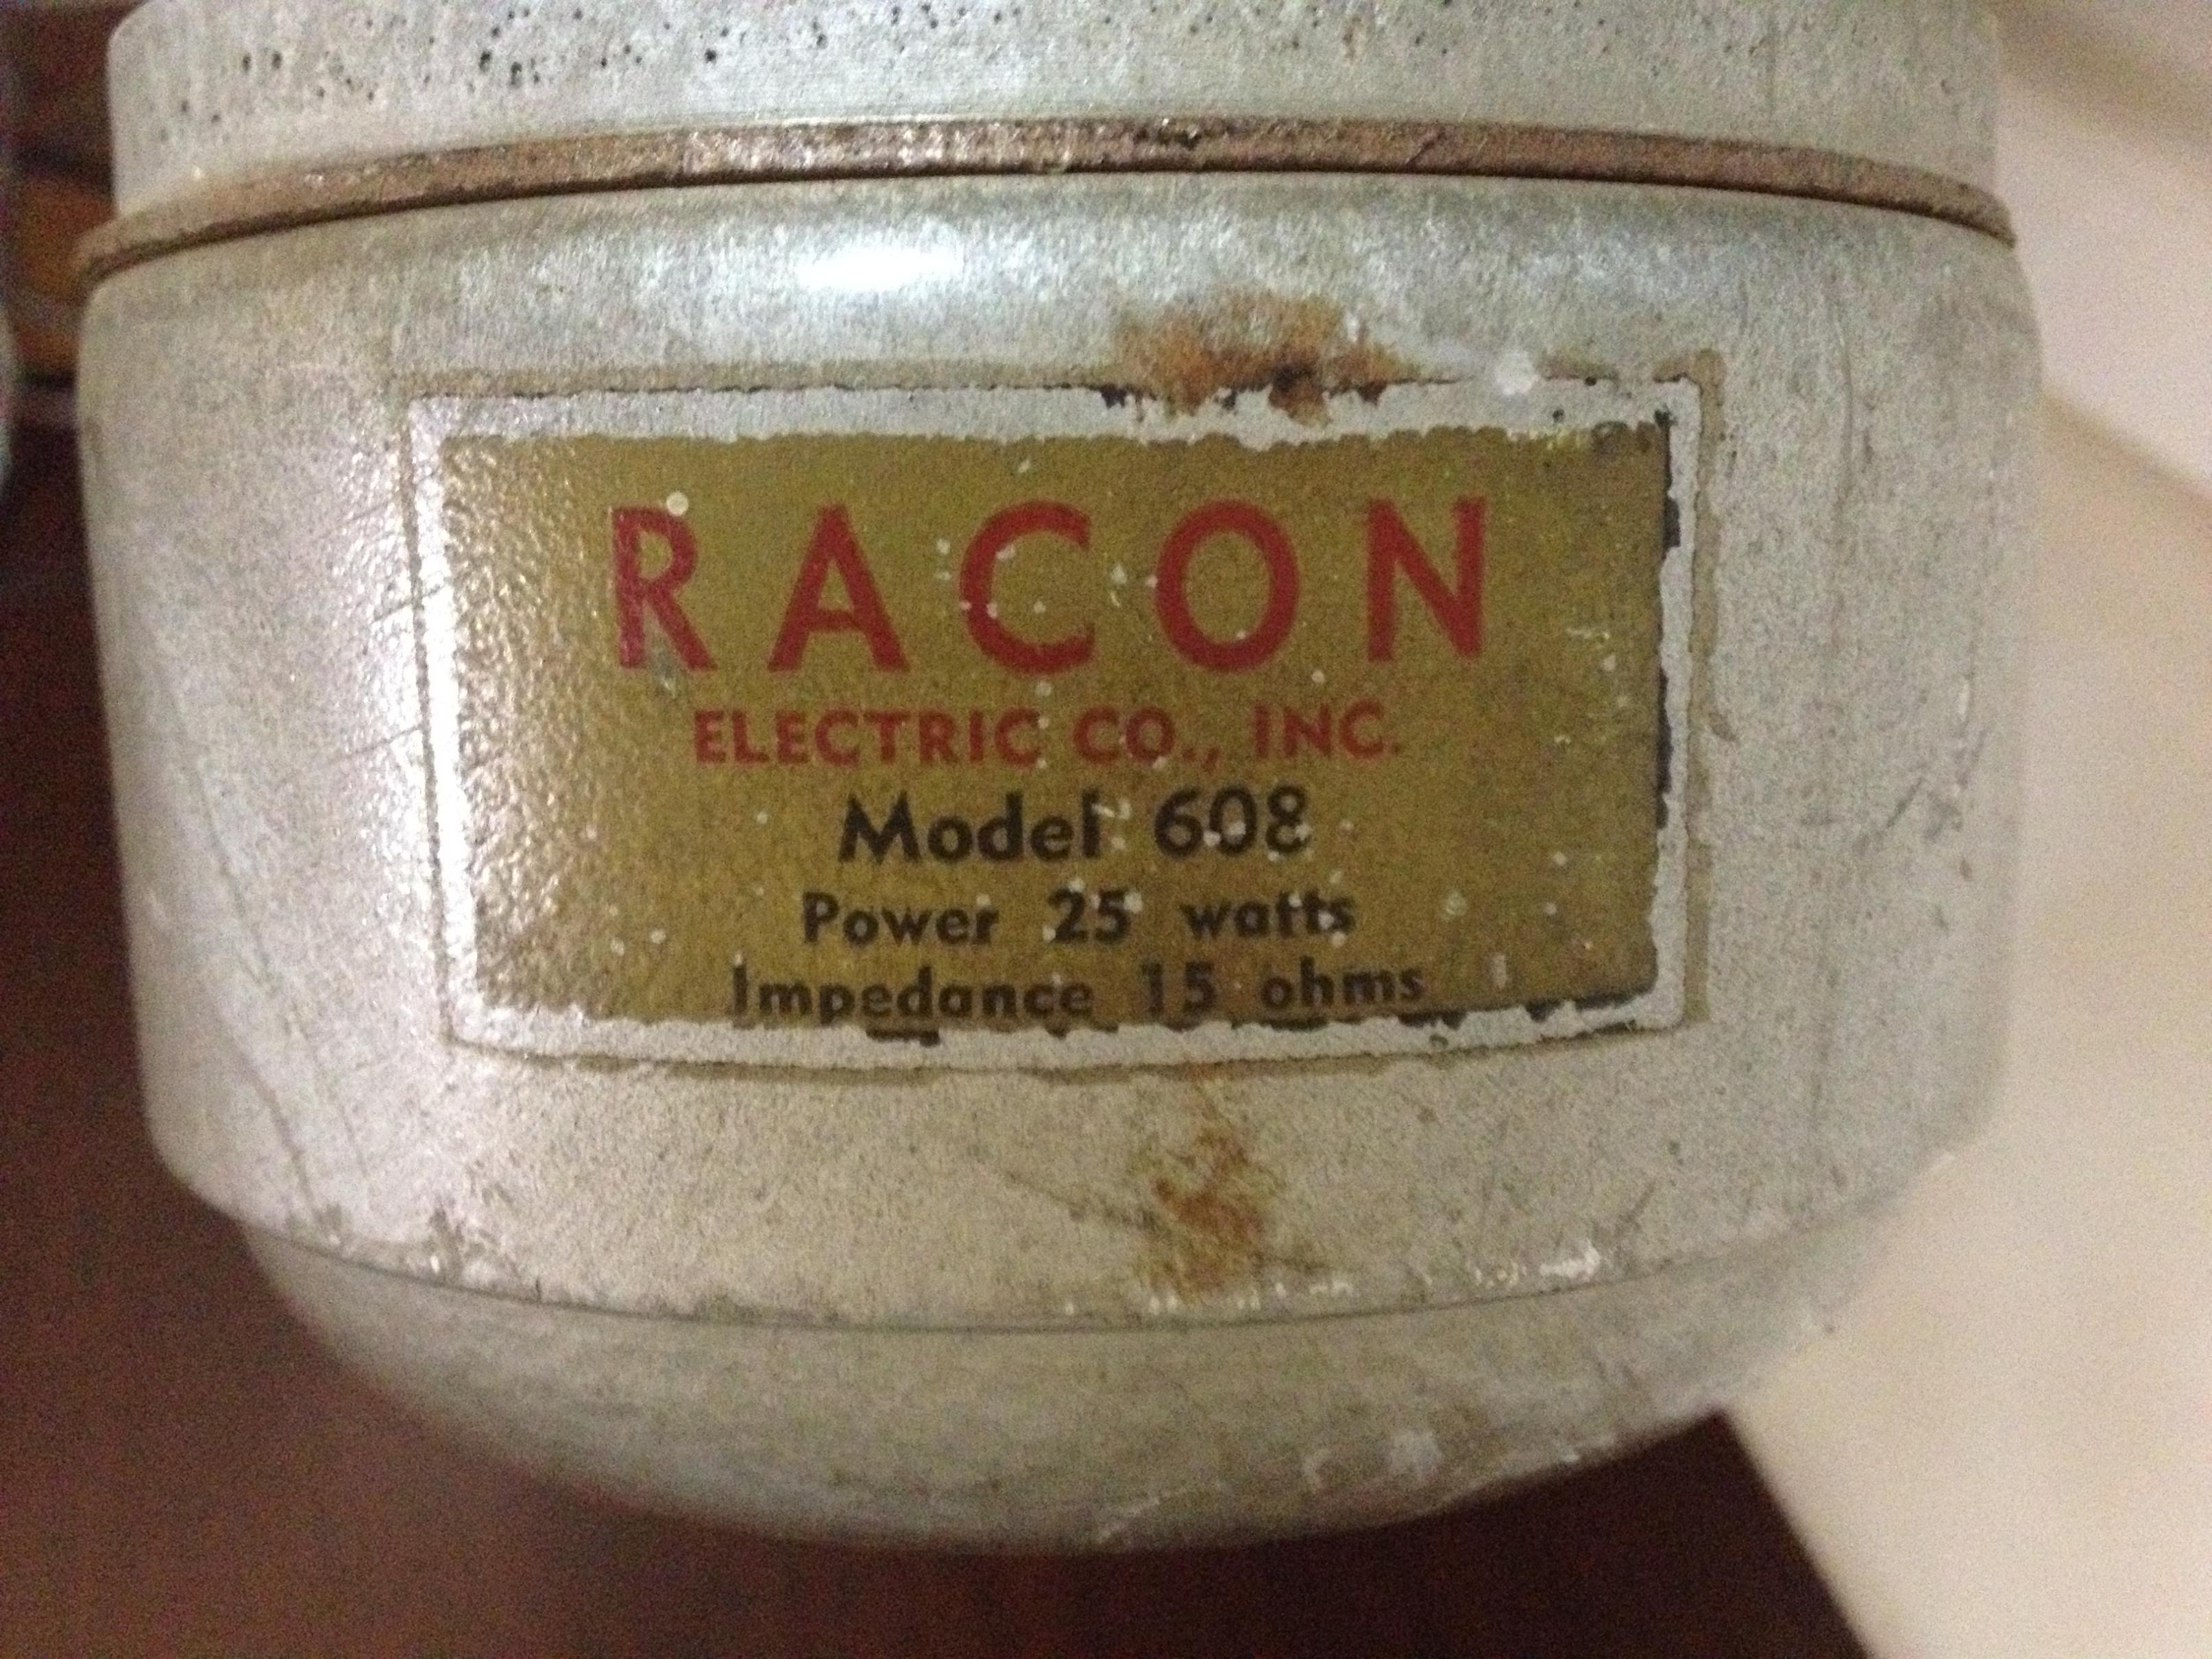 RACON
ELECTRIC CO., INC.
Model 608
Power 25 watts
Impedance 15 ohms